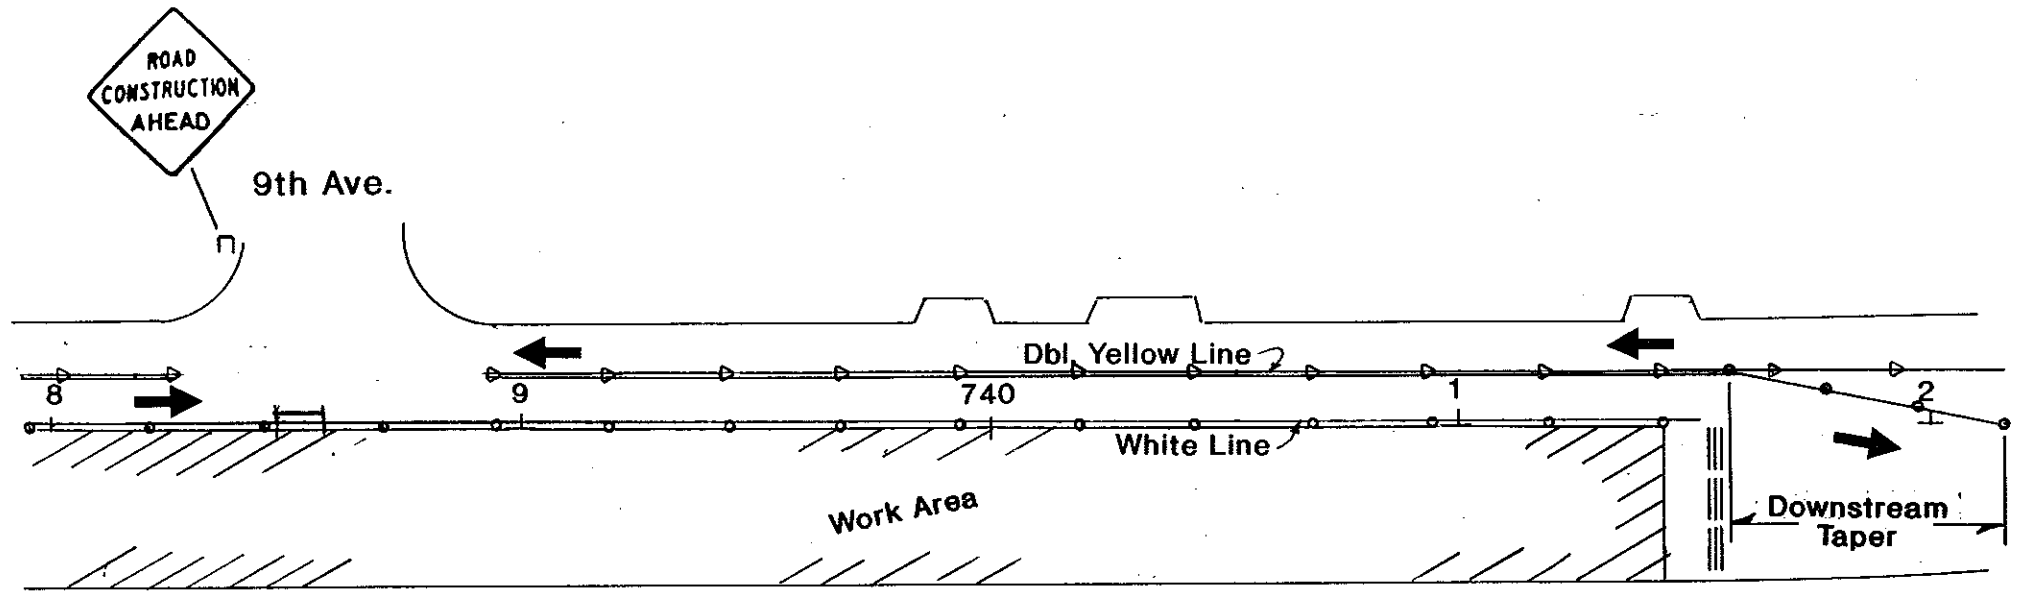 ROAD
CONSTRUCTION
AHEAD
9th Ave.
Dbl. Yellow Line
8
9
740
1
2
White Line
Work Area
Downstream
Taper